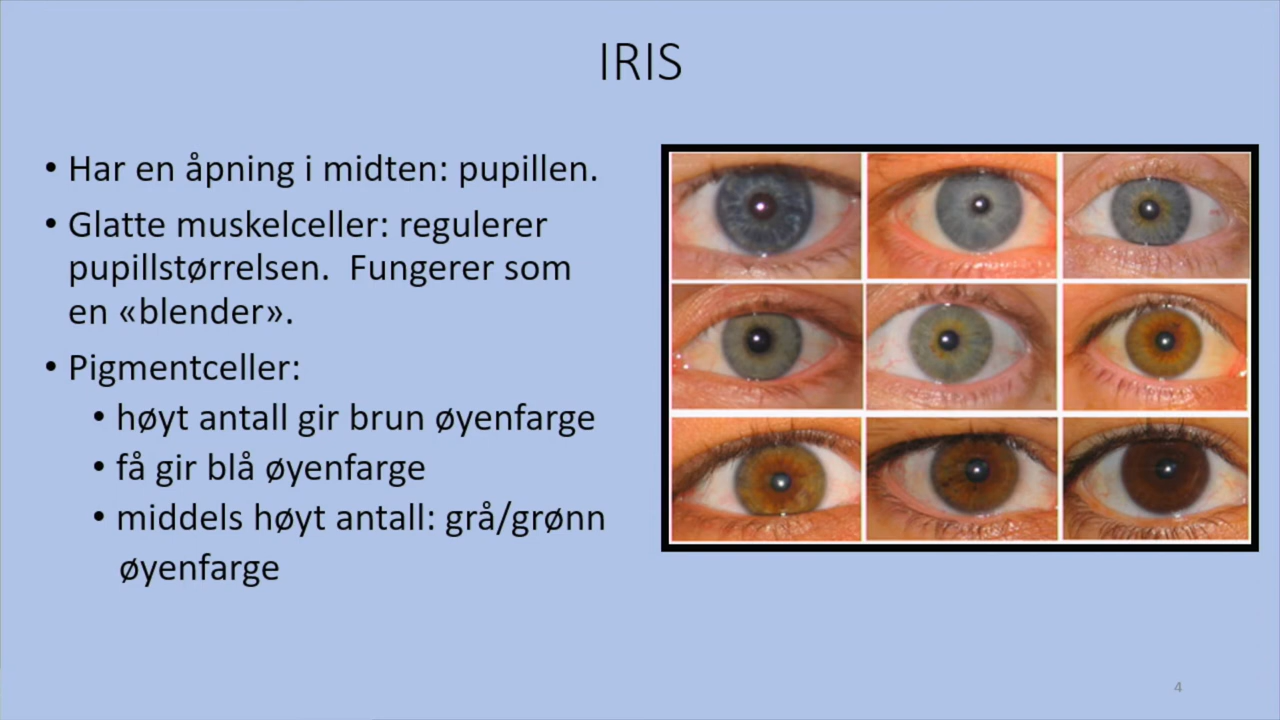 IRIS
• Har en åpning i midten: pupillen.
• Glatte muskelceller: regulerer
pupillstørrelsen.  Fungerer som
en «blender».
• Pigmentceller:
• høyt antall gir brun øyenfarge
• få gir blå øyenfarge
• middels høyt antall: grå/grønn
øyenfarge
4